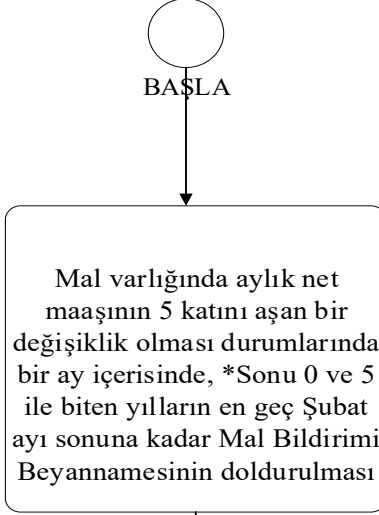 BAŞLA
Mal varlığında aylık net
maaşının 5 katını aşan bir
değişiklik olması durumlarında
bir ay içerisinde, *Sonu 0 ve 5
ile biten yılların en geç Şubat
ayı sonuna kadar Mal Bildirimi
Beyannamesinin doldurulması